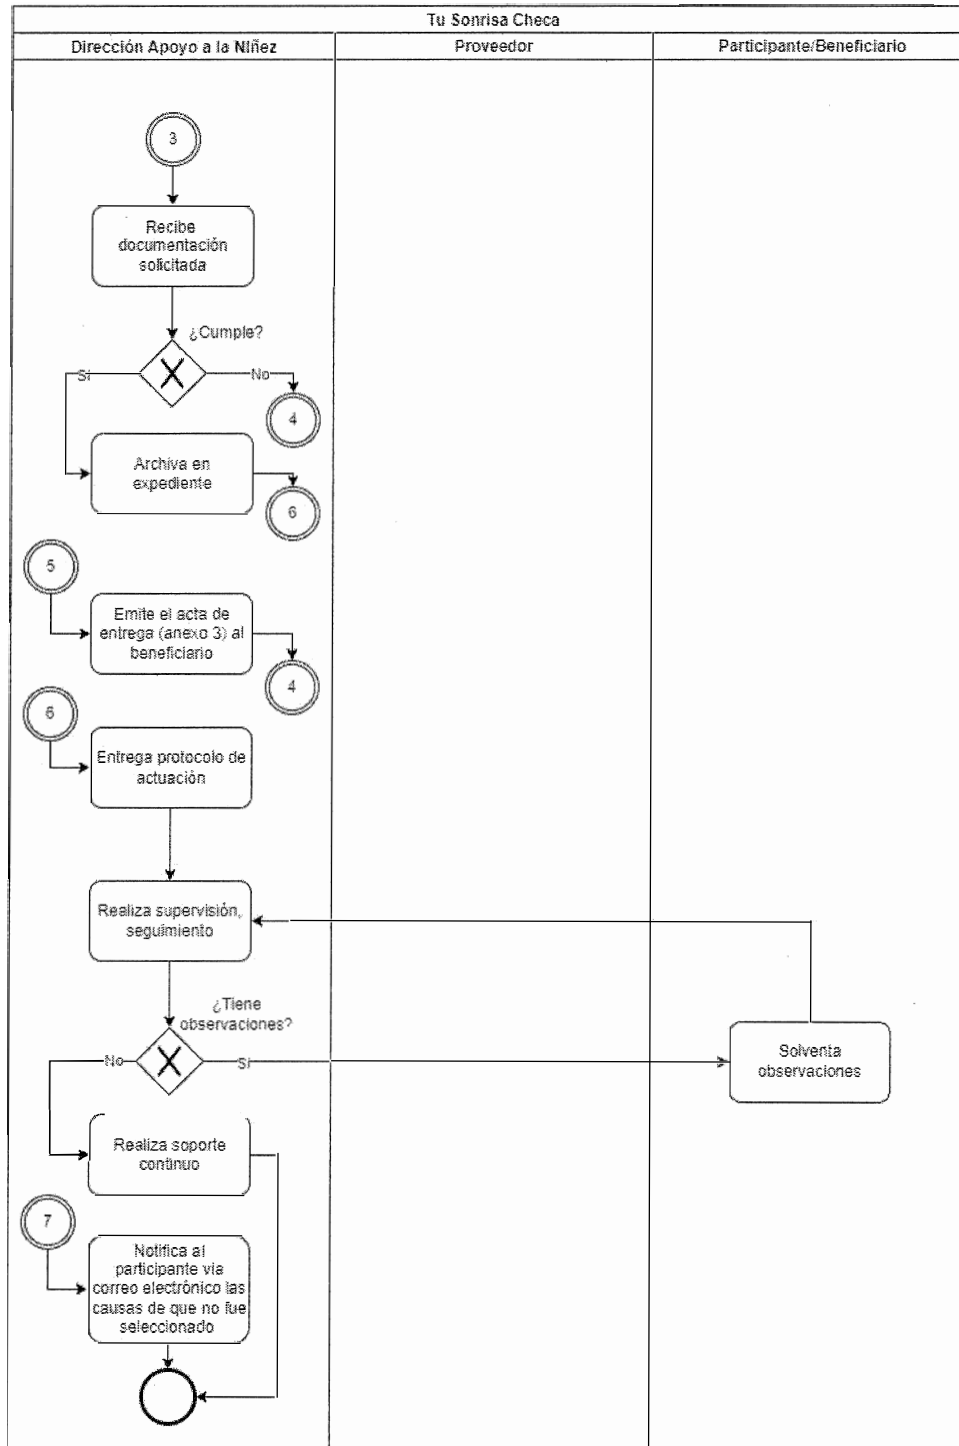 Tu Sonrisa Checa
Dirección Apoyo a la Niñez
Proveedor
Participante/Beneficiario
3
Recibe
documentación
solicitada
¿Cumple?
Sí
No
4
Archiva en
expediente
6
5
Emite el acta de
entrega (anexo 3) al
beneficiario
4
6
Entrega protocolo de
actuación
Realiza supervisión,
seguimiento
¿Tiene
observaciones?
No
Sí
Solventa
observaciones
Realiza soporte
continuo
7
Notifica al
participante vía
correo electrónico las
causas de que no fue
seleccionado